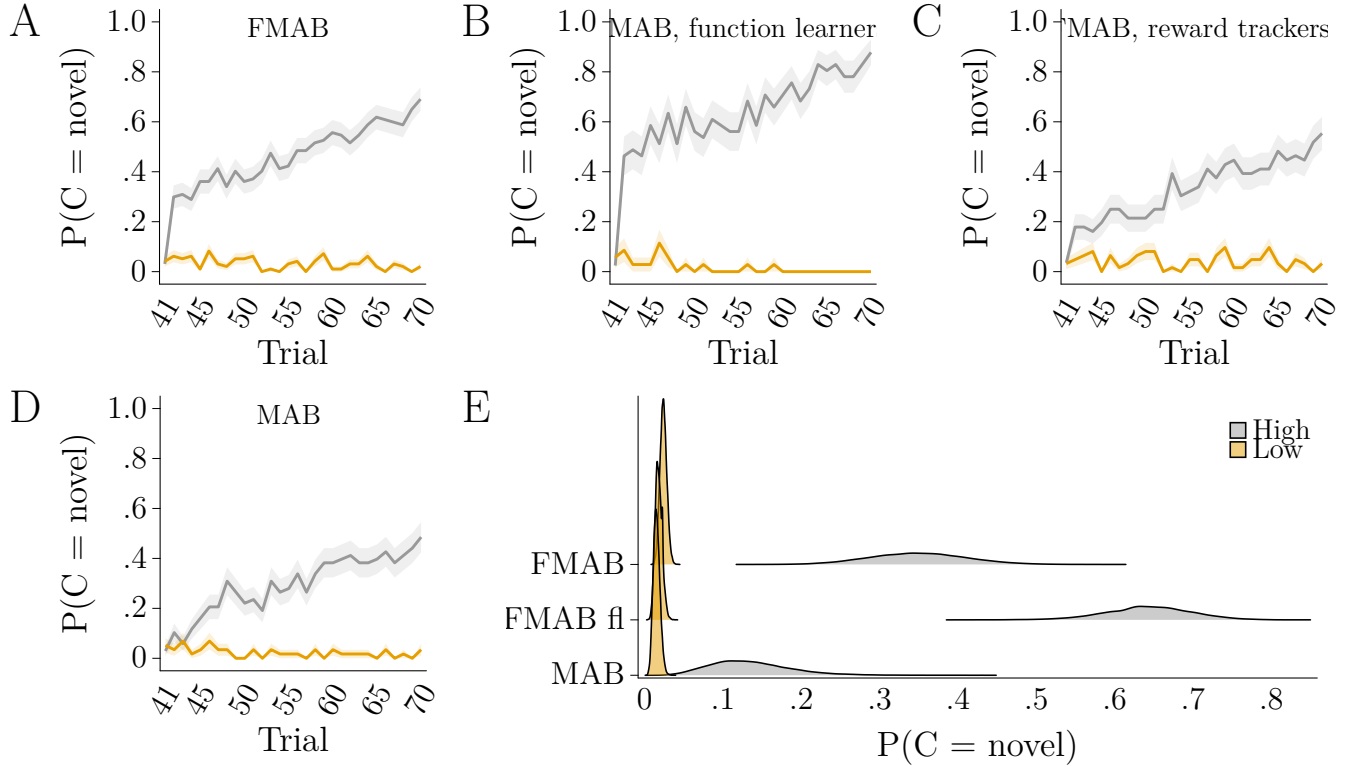 A
FMAB
P(C = novel)
1.0
.8
.6
.4
.2
0
41
45
50
55
60
65
70
Trial
B
MAB, function learner
P(C = novel)
1.0
.8
.6
.4
.2
0
41
45
50
55
60
65
70
Trial
C
MAB, reward trackers
P(C = novel)
1.0
.8
.6
.4
.2
0
41
45
50
55
60
65
70
Trial
D
MAB
P(C = novel)
1.0
.8
.6
.4
.2
0
41
45
50
55
60
65
70
Trial
E
High
Low
FMAB
FMAB fl
MAB
0 .1 .2 .3 .4 .5 .6 .7 .8
P(C = novel)